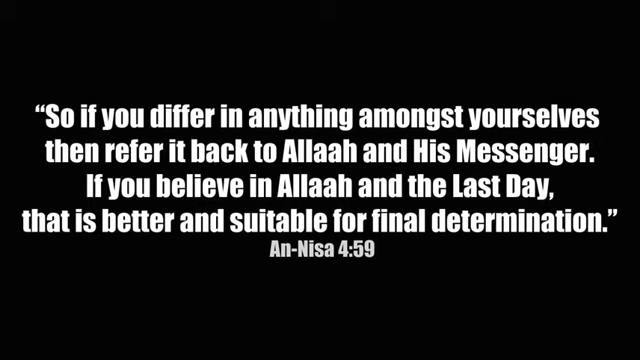 “So if you differ in anything amongst yourselves
then refer it back to Allaah and His Messenger.
If you believe in Allaah and the Last Day,
that is better and suitable for final determination.”
An-Nisa 4:59